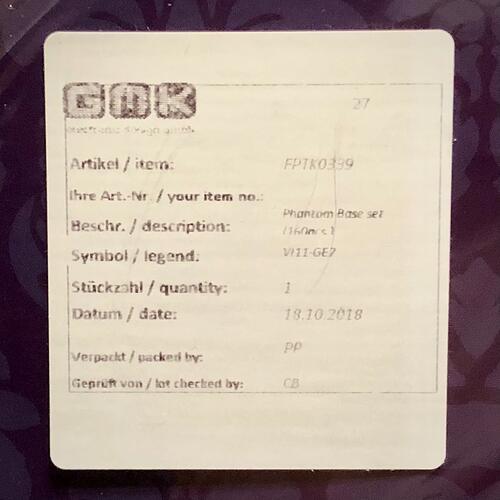 GMK
27
electronic design gmbh
Artikel / item: FPTK0339
Ihre Art.-Nr. / your item no.:
Beschr. / description: Phantom Base set
(160pcs.)
Symbol / legend: VI11-GE7
Stückzahl / quantity: 1
Datum / date: 18.10.2018
Verpackt / packed by: PP
Geprüft von / lot checked by: CB